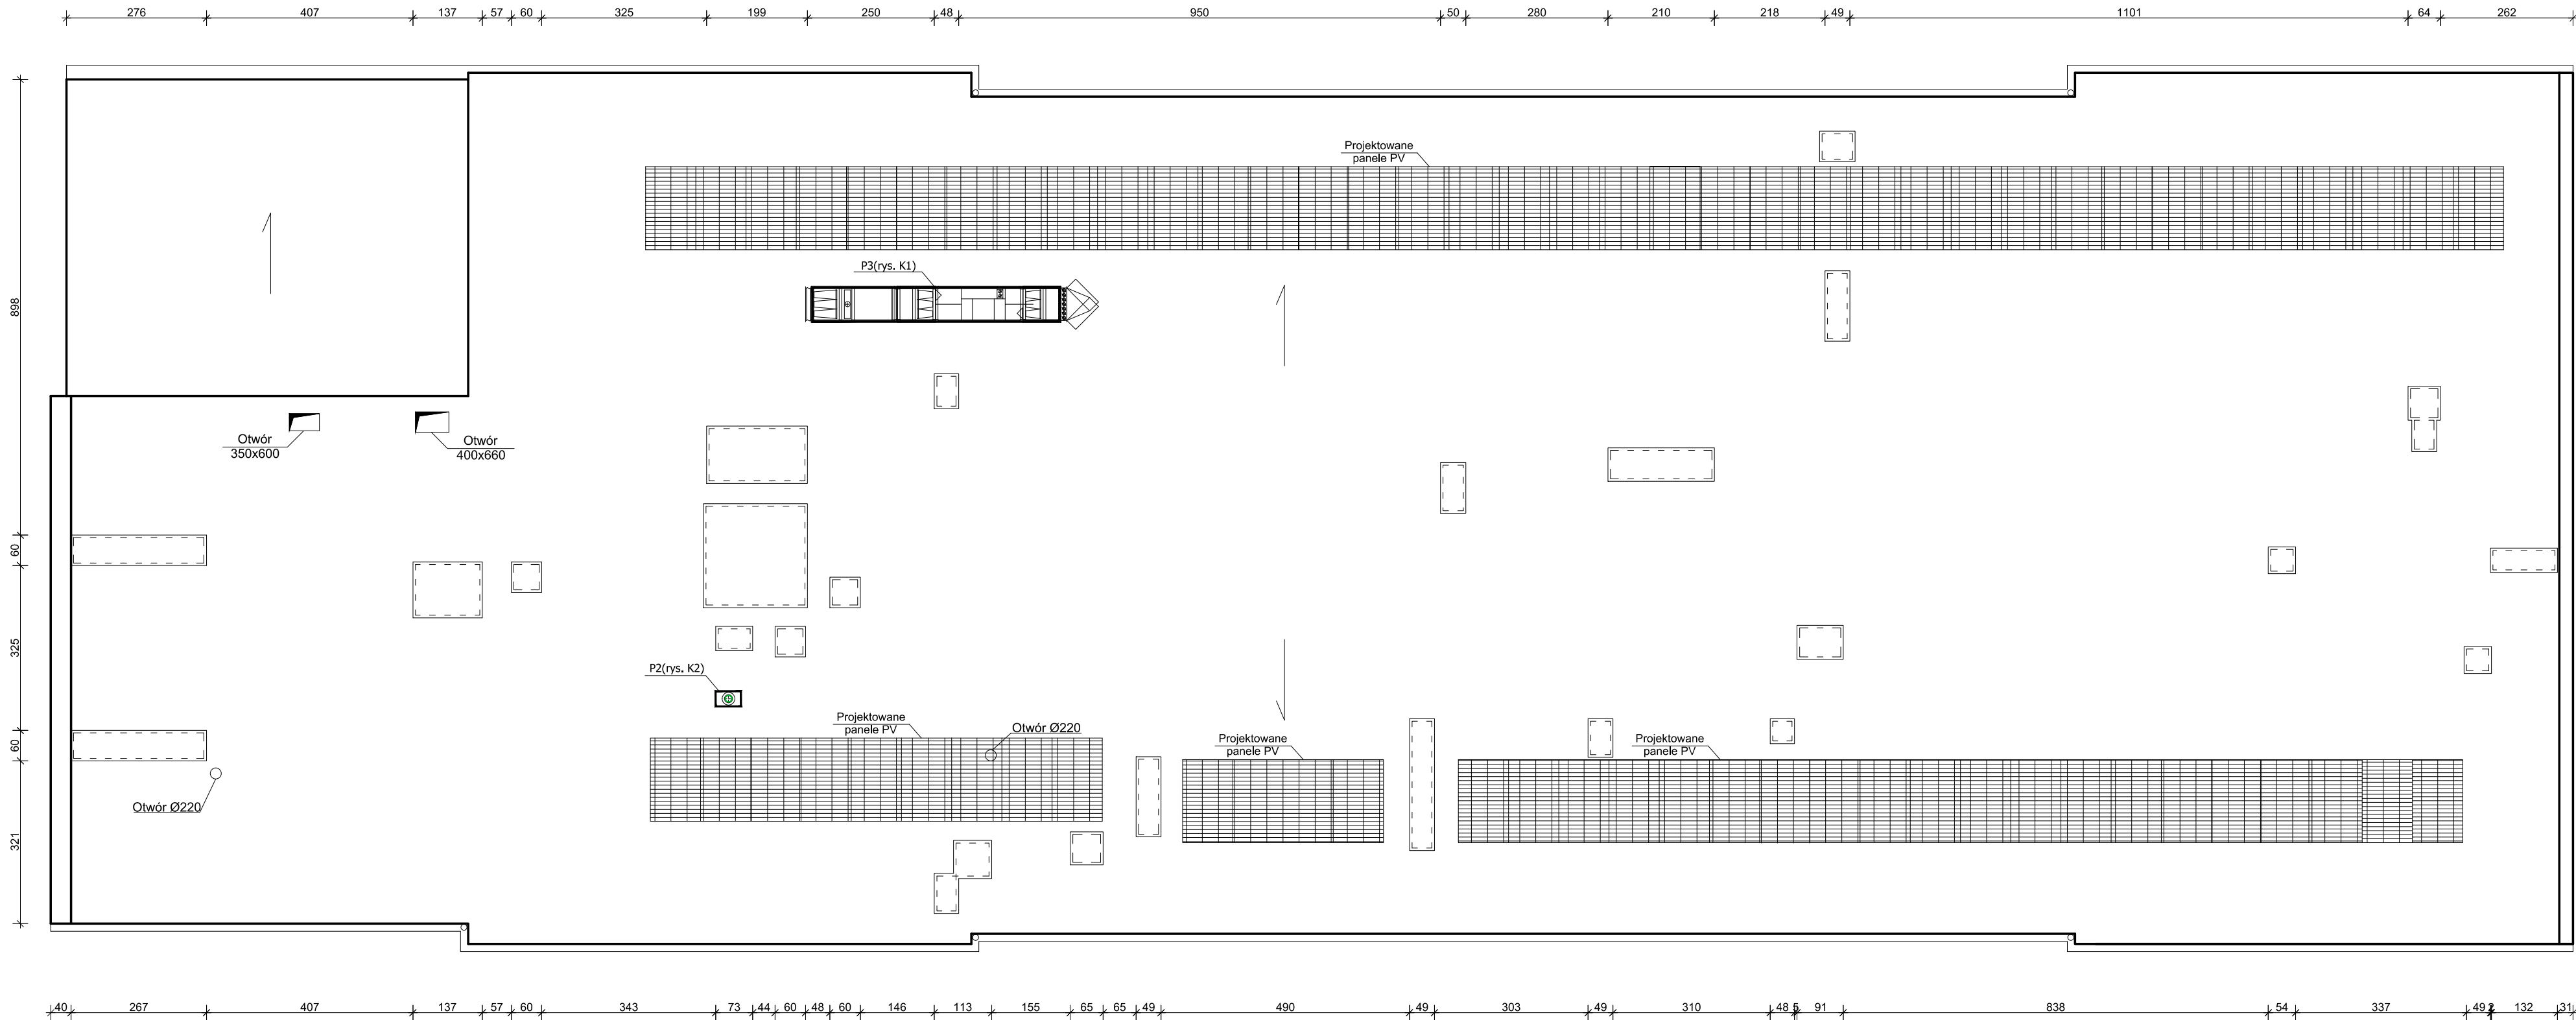 276 407 137 57 60 325 199 250 48 950 50 280 210 218 49 1101 64 262
Projektowane
panele PV
P3(rys. K1)
898
Otwór
350x600
Otwór
400x660
60
325
P2(rys. K2)
60
Projektowane
panele PV
Otwór Ø220
Projektowane
panele PV
Projektowane
panele PV
Otwór Ø220
321
40 267 407 137 57 60 343 73 44 60 48 60 146 113 155 65 65 49 490 49 303 49 310 48 5 91 838 54 337 49 2 132 31